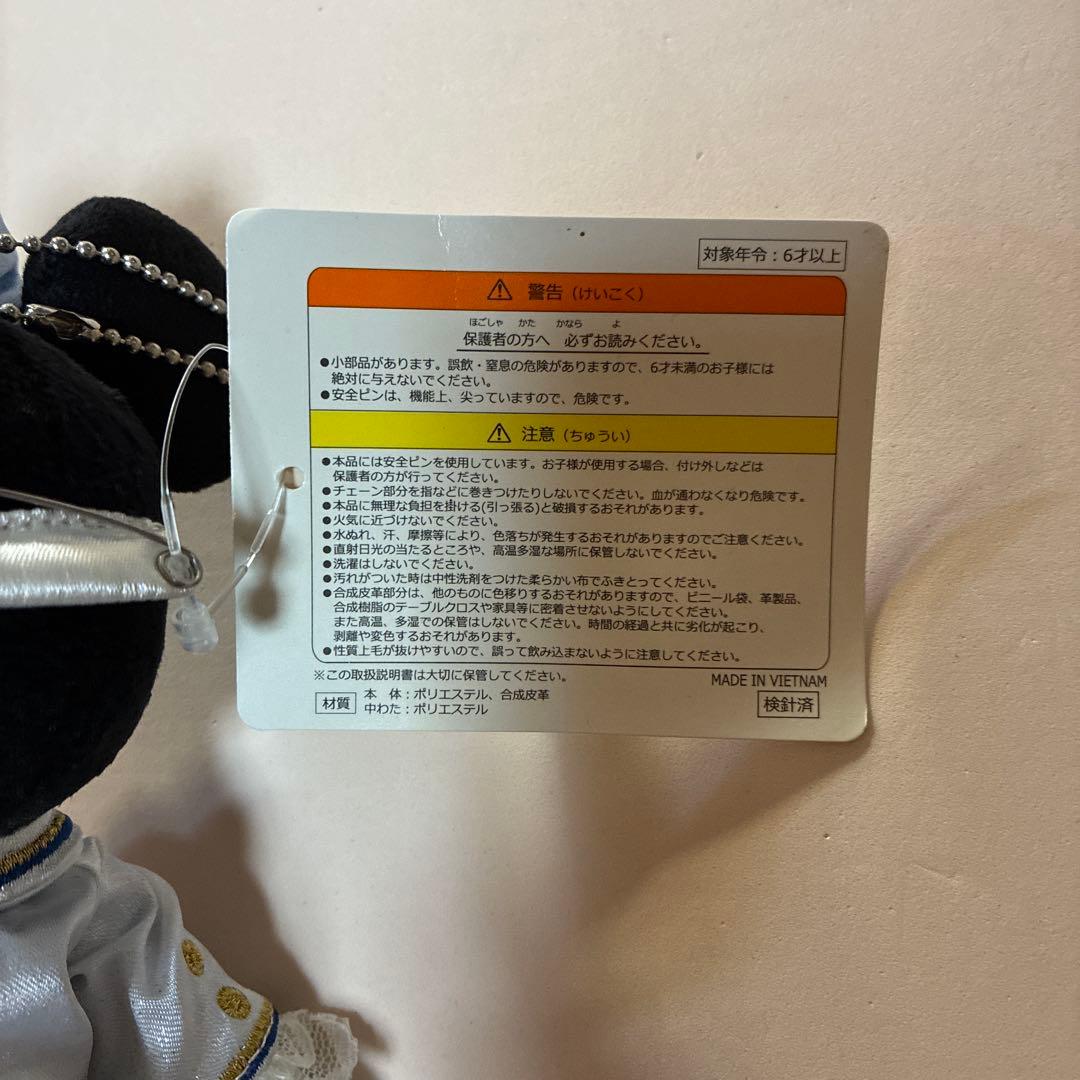 対象年令：6才以上
警告（けいこく）
ほごしゃ かた かなら よ
保護者の方へ 必ずお読みください。
●小部品があります。誤飲・窒息の危険がありますので、6才未満のお子様には
絶対に与えないでください。
●安全ピンは、機能上、尖っていますので、危険です。
注意（ちゅうい）
●本品には安全ピンを使用しています。お子様が使用する場合、付け外しなどは
保護者の方が行ってください。
●チェーン部分を指などに巻きつけたりしないでください。血が通わなくなり危険です。
●本品に無理な負担を掛ける(引っ張る)と破損するおそれがあります。
●火気に近づけないでください。
●水ぬれ、汗、摩擦等により、色落ちが発生するおそれがありますのでご注意ください。
●直射日光の当たるところや、高温多湿な場所に保管しないでください。
●洗濯はしないでください。
●汚れがついた時は中性洗剤をつけた柔らかい布でふきとってください。
●合成皮革部分は、他のものに色移りするおそれがありますが、ビニール袋、革製品、
合成樹脂のテーブルクロスや家具等に密着させないようにしてください。
また高温、多湿での保管はしないでください。時間の経過と共に劣化が起こり、
剥離や変色するおそれがあります。
●性質上毛が抜けやすいので、誤って飲み込まないように注意してください。
※この取扱説明書は大切に保管してください。
MADE IN VIETNAM
材質 本 体：ポリエステル、合成皮革
中わた：ポリエステル
検針済